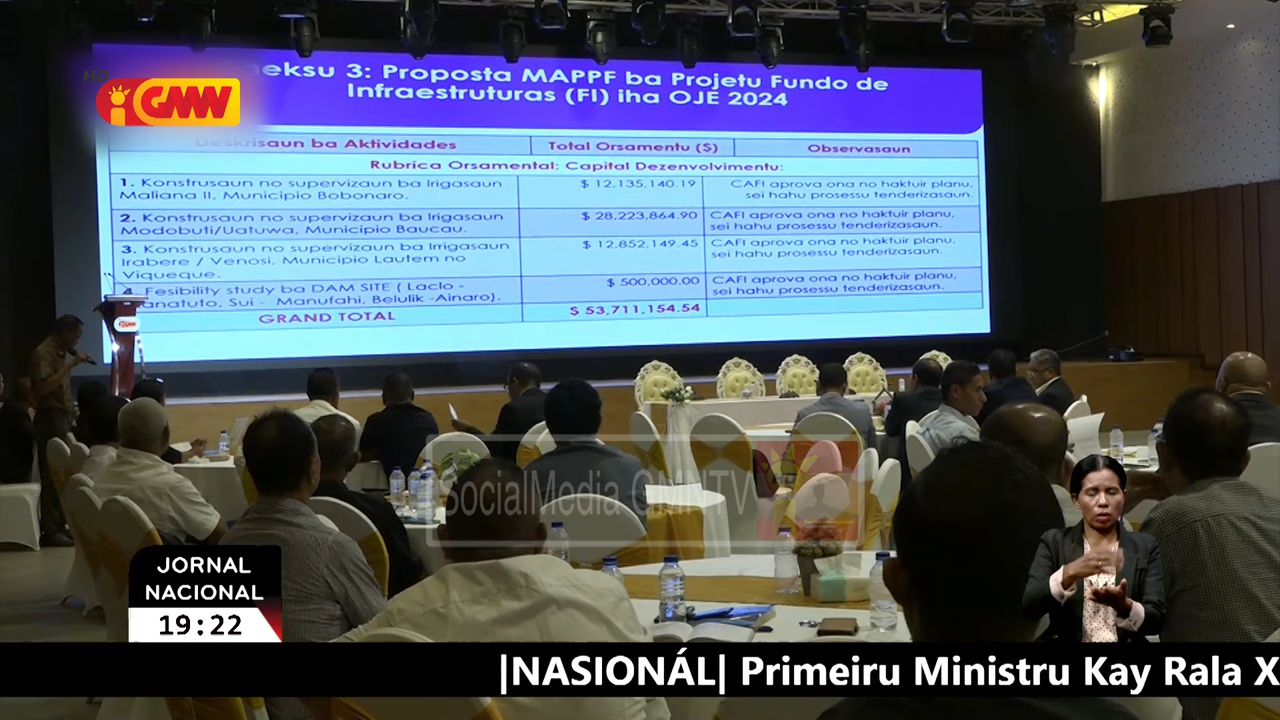 eksu 3: Proposta MAPPF ba Projetu Fundo de
Infraestruturas (FI) iha OJE 2024
GMN
Deskrisaun ba Aktividades
Total Orsamentu ($)
Observasaun
Rubrica Orsamental: Capital Dezenvolvimentu:
1. Konstrusaun no supervizaun ba Irigasaun
Maliana II, Municipio Bobonaro.
$ 12,135,140.19
CAFI aprova ona no haktuir planu,
sei hahu prosessu tenderizasaun.
2. Konstrusaun no supervizaun ba Irigasaun
Modobuti/Uatuwa, Municipio Baucau.
$ 28,223,864.90
CAFI aprova ona no haktuir planu,
sei hahu prosessu tenderizasaun.
3. Konstrusaun no supervizaun ba Irrigasaun
Irabere / Venosi, Municipio Lautem no
Viqueque.
$ 12,852,149.45
CAFI aprova ona no haktuir planu,
sei hahu prosessu tenderizasaun.
4. Fesibility study ba DAM SITE ( Laclo -
anatuto, Sui - Manufahi, Belulik -Ainaro).
$ 500,000.00
CAFI aprova ona no haktuir planu,
sei hahu prosessu tenderizasaun.
GRAND TOTAL
$ 53,711,154.54
SocialMedia GMNTV
JORNAL
NACIONAL
19:22
|NASIONÁL| Primeiru Ministru Kay Rala X